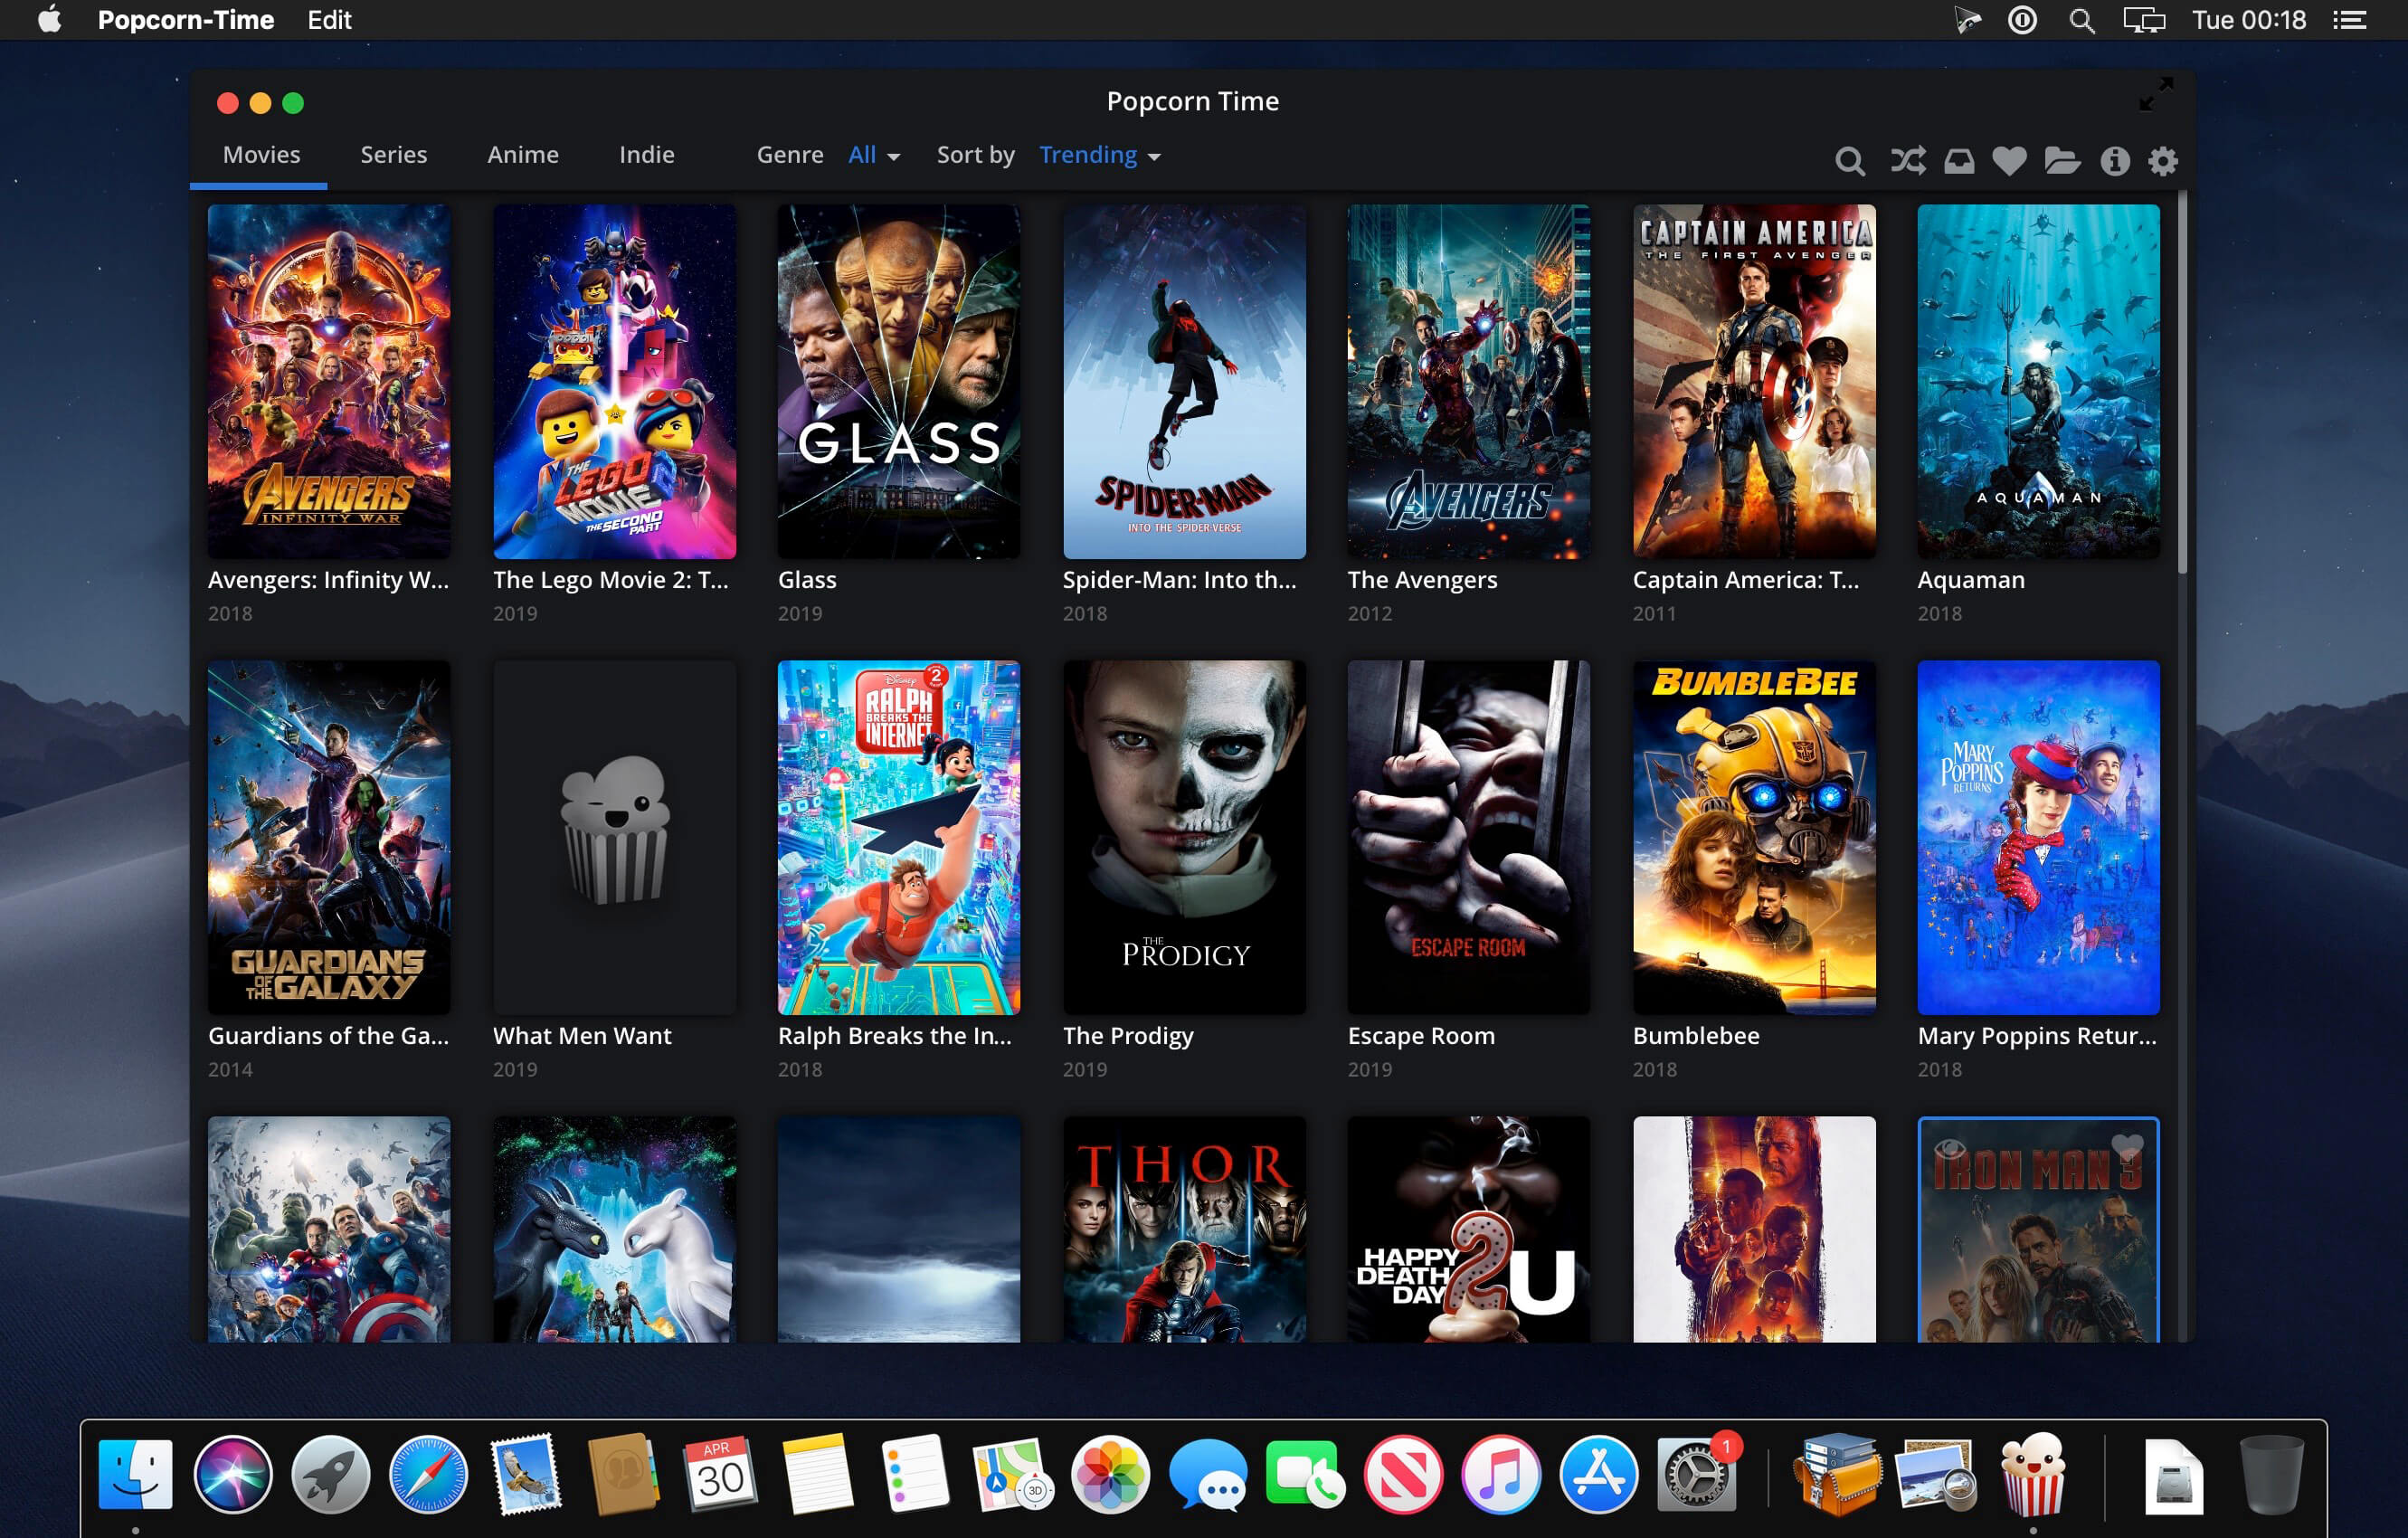 Popcorn-Time Edit Tue 00:18
Popcorn Time
Movies Series Anime Indie Genre All Sort by Trending
AVENGERS
INFINITY WAR
THE
LEGO
MOVIE 2
THE SECOND
PART
GLASS
SPIDER-MAN
INTO THE SPIDER-VERSE
AVENGERS
CAPTAIN AMERICA
THE FIRST AVENGER
AQUAMAN
Avengers: Infinity W... The Lego Movie 2: T... Glass Spider-Man: Into th... The Avengers Captain America: T... Aquaman
2018 2019 2019 2018 2012 2011 2018
GUARDIANS
OF THE GALAXY
Disney
RALPH
BREAKS THE
INTERNET
2
THE
PRODIGY
ESCAPE ROOM
BUMBLEBEE
MARY
POPPINS
RETURNS
Guardians of the Ga... What Men Want Ralph Breaks the In... The Prodigy Escape Room Bumblebee Mary Poppins Retur...
2014 2019 2018 2019 2019 2018 2018
THOR
HAPPY
DEATH
DAY
2U
IRON MAN 3
APR
30
3D
1